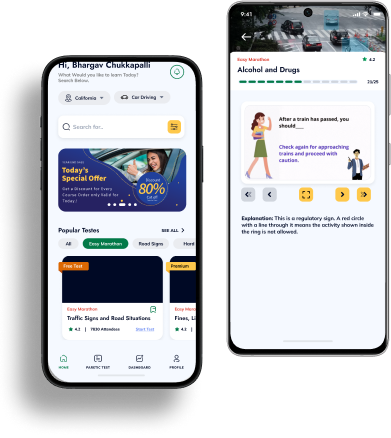 Hi, Bhargav Chukkapalli
What Would you like to learn Today?
Search Below.
California
Car Driving
Search for..
Today's
Special Offer
Get a Discount for Every
Course Order only Valid for
Today.!
Discount
80%
Popular Testes
SEE ALL
All
Easy Marathon
Road Signs
Hard
Free Test
Easy Marathon
Traffic Signs and Road Situations
4.2 | 7830 Attendees
Start Test
Premium
Easy Marathon
Fines, Li
4.2 |
HOME
PARCTIC TEST
DASHBOARD
PROFILE
9:41
Easy Marathon
4.2
Alcohol and Drugs
21/25
After a train has passed, you
should___
Check again for approaching
trains and proceed with
caution.
Explanation: This is a regulatory sign. A red circle
with a line through it means the activity shown inside
the ring is not allowed.